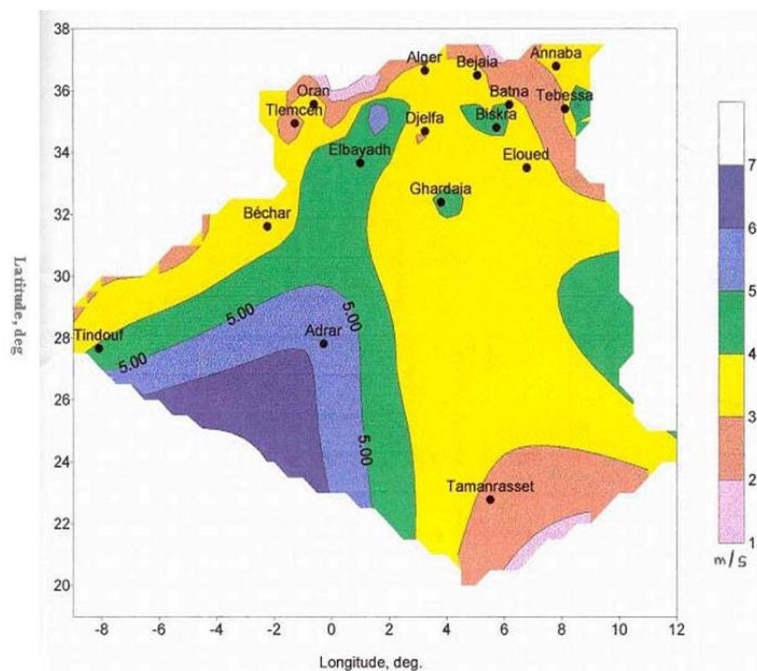 38
36
34
32
30
28
26
24
22
20
Latitude, deg
Annaba
Alger
Bejaia
Oran
Batna
Tebessa
Tlemcen
Djelfa
Biskra
Elbayadh
Eloued
Ghardaia
Béchar
5.00
Adrar
5.00
Tindouf
5.00
5.00
Tamanrasset
-8 -6 -4 -2 0 2 4 6 8 10 12
Longitude, deg.
7
6
5
4
3
2
1
m/s